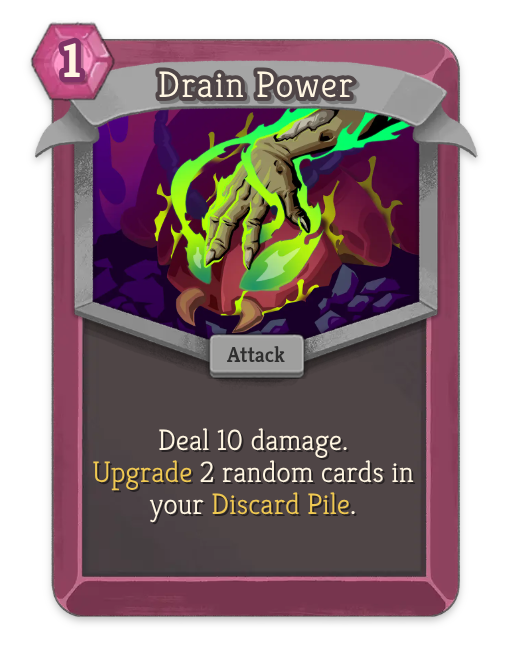 1
Drain Power
Attack
Deal 10 damage.
Upgrade 2 random cards in
your Discard Pile.